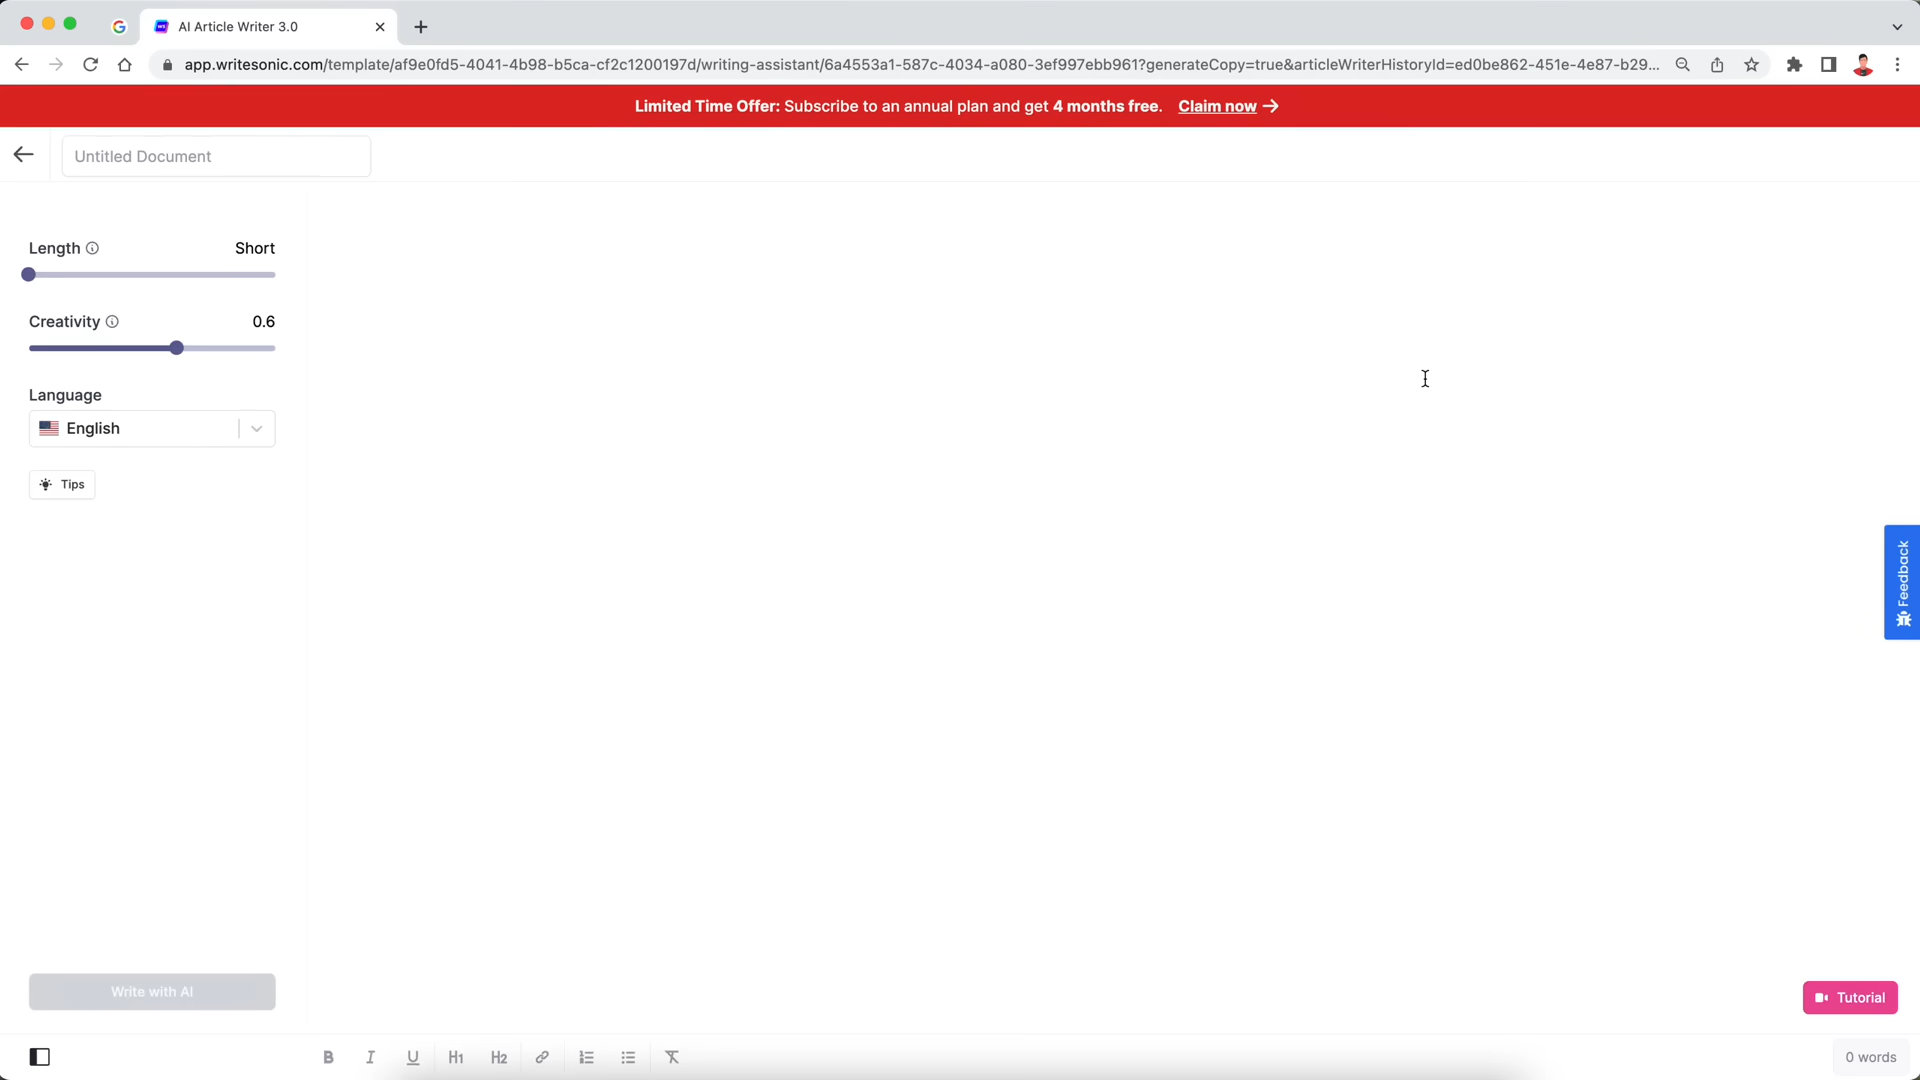 AI Article Writer 3.0
app.writesonic.com/template/af9e0fd5-4041-4b98-b5ca-cf2c1200197d/writing-assistant/6a4553a1-587c-4034-a080-3ef997ebb961?generateCopy=true&articleWriterHistoryId=ed0be862-451e-4e87-b29...
Limited Time Offer: Subscribe to an annual plan and get 4 months free. Claim now →
Untitled Document
Length Short
Creativity 0.6
Language
English
Tips
Feedback
Write with AI
Tutorial
B I U H1 H2
0 words